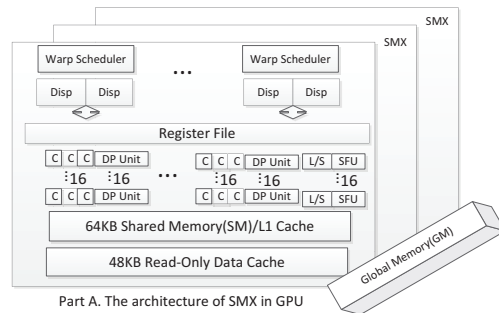 SMX
SMX
Warp Scheduler ... Warp Scheduler
Disp Disp Disp Disp
Register File
C C C DP Unit ... C C C DP Unit L/S SFU
16 16 16 16 16
C C C DP Unit C C C DP Unit L/S SFU
64KB Shared Memory(SM)/L1 Cache
48KB Read-Only Data Cache
Global Memory(GM)
Part A. The architecture of SMX in GPU